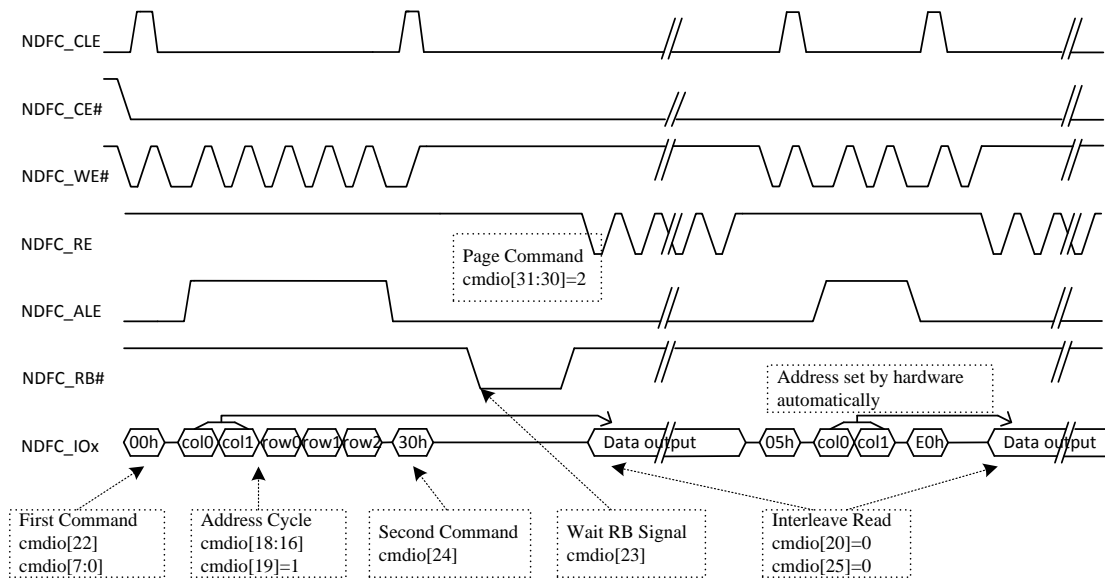 NDFC_CLE
NDFC_CE#
NDFC_WE#
NDFC_RE
Page Command
cmdio[31:30]=2
NDFC_ALE
NDFC_RB#
Address set by hardware
automatically
NDFC_IOx
00h col0 col1 row0 row1 row2 30h Data output 05h col0 col1 E0h Data output
First Command
cmdio[22]
cmdio[7:0]
Address Cycle
cmdio[18:16]
cmdio[19]=1
Second Command
cmdio[24]
Wait RB Signal
cmdio[23]
Interleave Read
cmdio[20]=0
cmdio[25]=0